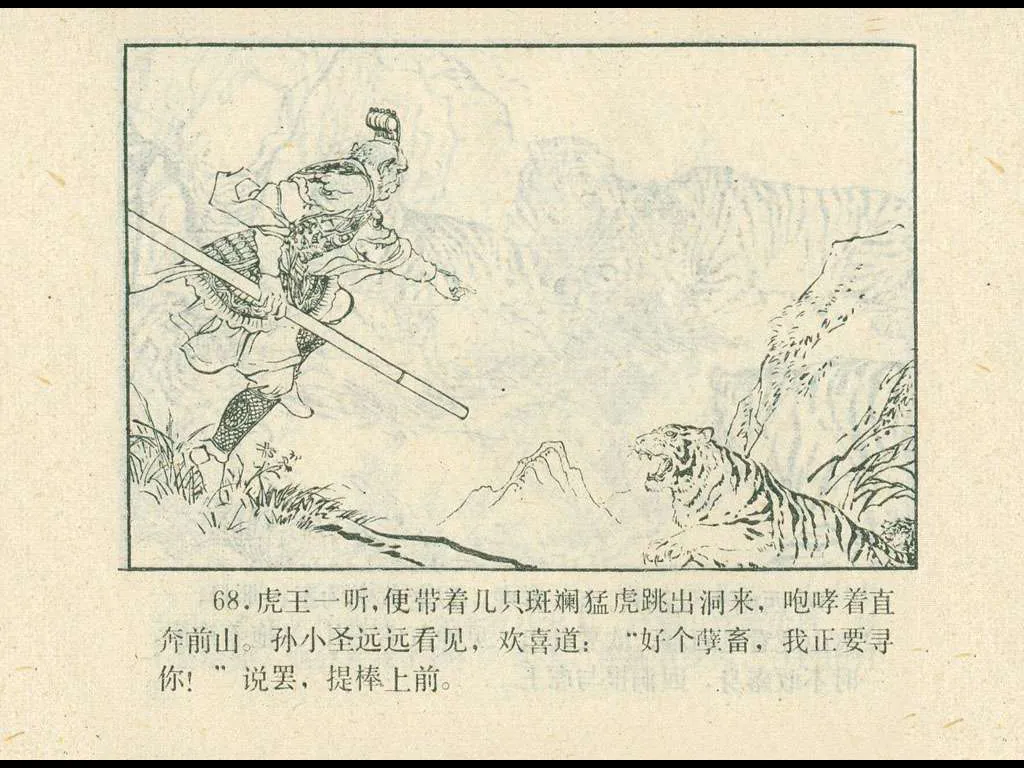 68.虎王一听,便带着几只斑斓猛虎跳出洞来，咆哮着直
奔前山。孙小圣远远看见，欢喜道：“好个孽畜，我正要寻
你！”说罢，提棒上前。